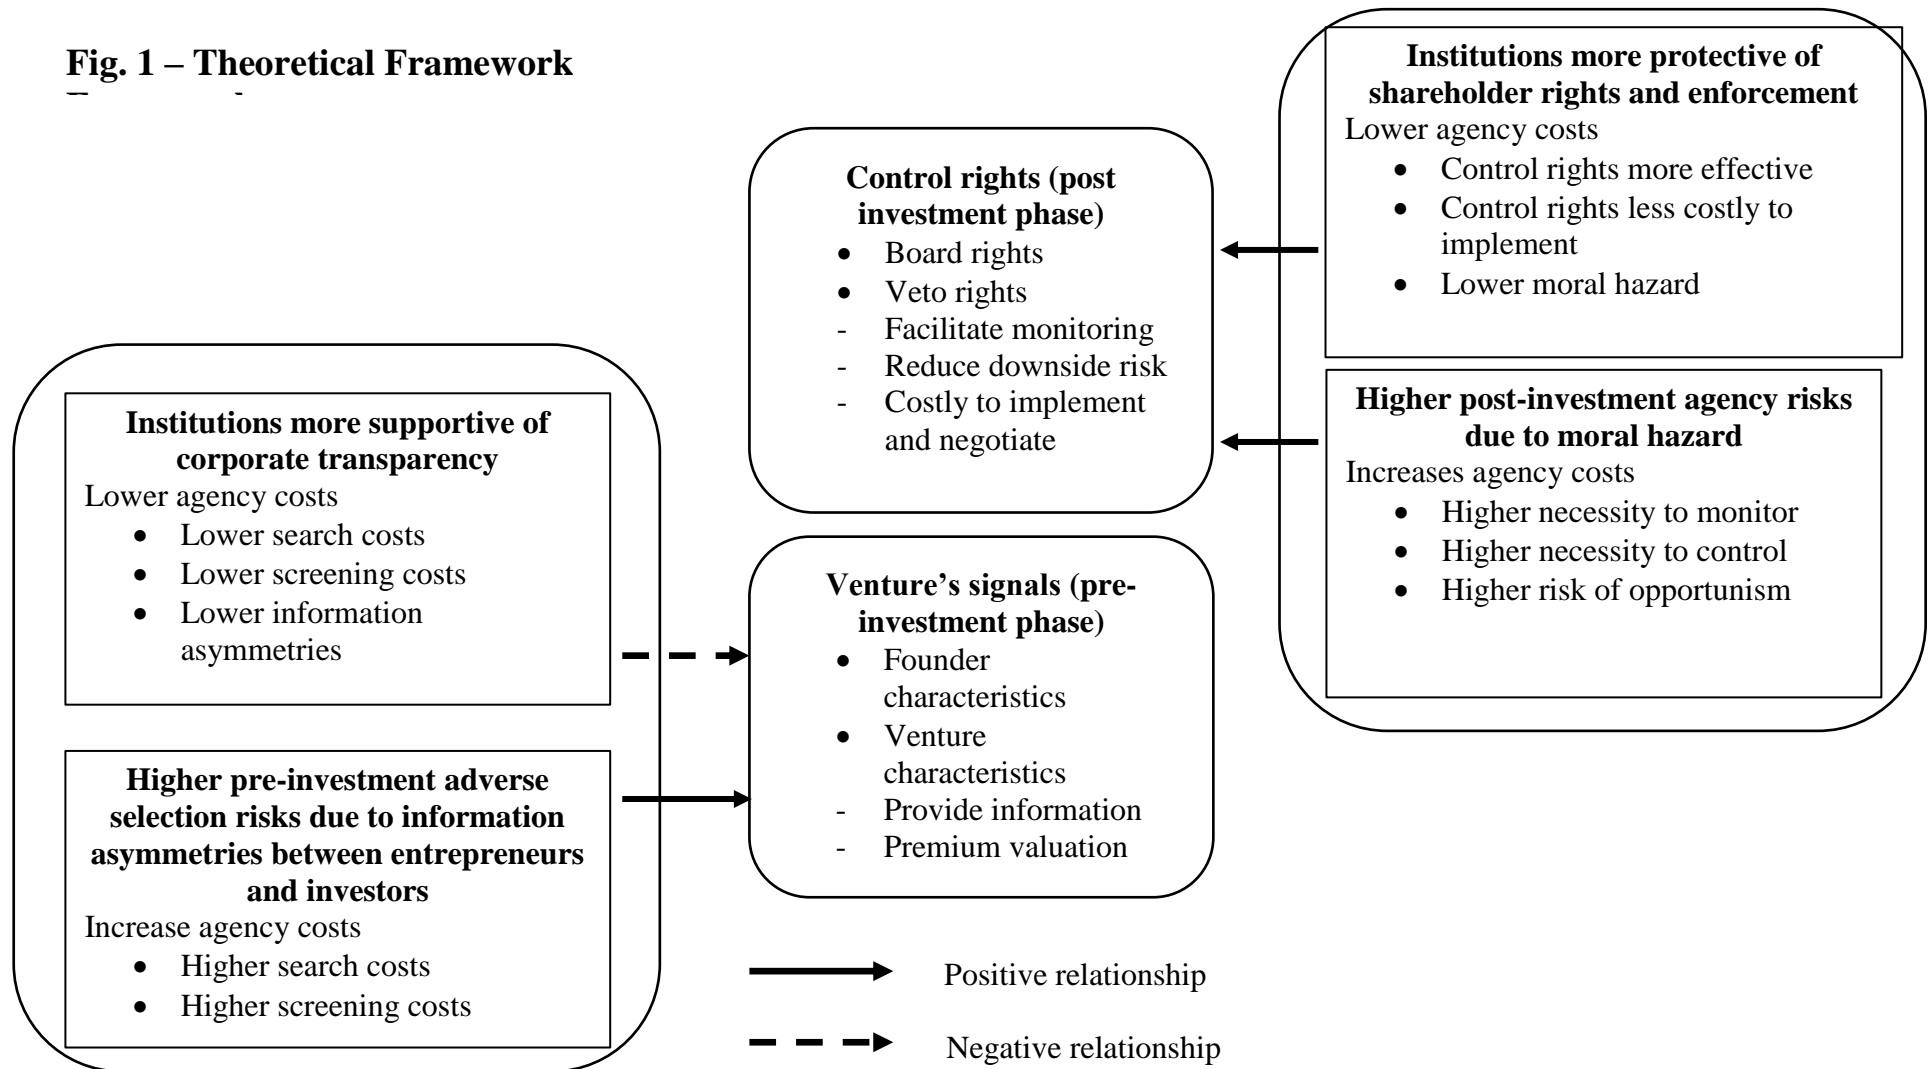 Fig. 1 – Theoretical Framework
Institutions more protective of
shareholder rights and enforcement
Lower agency costs
• Control rights more effective
• Control rights less costly to
implement
• Lower moral hazard
Control rights (post
investment phase)
• Board rights
• Veto rights
- Facilitate monitoring
- Reduce downside risk
- Costly to implement
and negotiate
Higher post-investment agency risks
due to moral hazard
Increases agency costs
• Higher necessity to monitor
• Higher necessity to control
• Higher risk of opportunism
Institutions more supportive of
corporate transparency
Lower agency costs
• Lower search costs
• Lower screening costs
• Lower information
asymmetries
Venture’s signals (pre-
investment phase)
• Founder
characteristics
• Venture
characteristics
- Provide information
- Premium valuation
Higher pre-investment adverse
selection risks due to information
asymmetries between entrepreneurs
and investors
Increase agency costs
• Higher search costs
• Higher screening costs
Positive relationship
Negative relationship